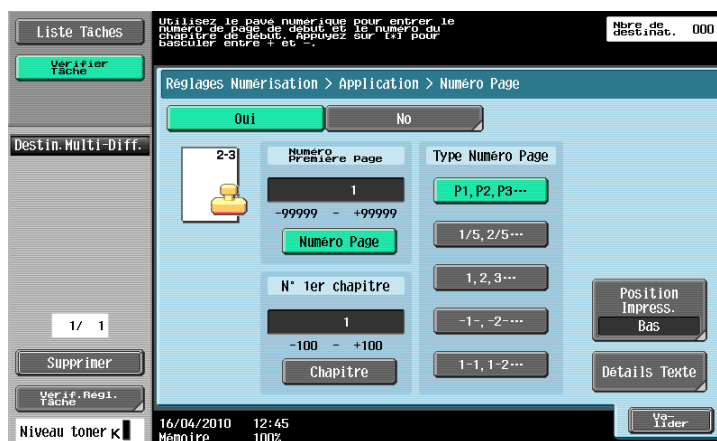 Liste Tâches
Vérifier
Tâche
Utilisez le pavé numérique pour entrer le
numéro de page de début et le numéro du
chapitre de début. Appuyez sur [*] pour
basculer entre + et -.
Nbre de
destinat. 000
Réglages Numérisation > Application > Numéro Page
Oui
No
Destin.Multi-Diff.
2-3
Numéro
Première Page
1
-99999 - +99999
Numéro Page
N° 1er chapitre
1
-100 - +100
Chapitre
Type Numéro Page
P1,P2,P3···
1/5,2/5···
1,2,3···
-1-,-2-···
1-1,1-2···
Position
Impress.
Bas
Détails Texte
1/ 1
Supprimer
Vérif.Régl.
Tâche
Niveau toner K
16/04/2010 12:45
Mémoire 100%
Va-
lider